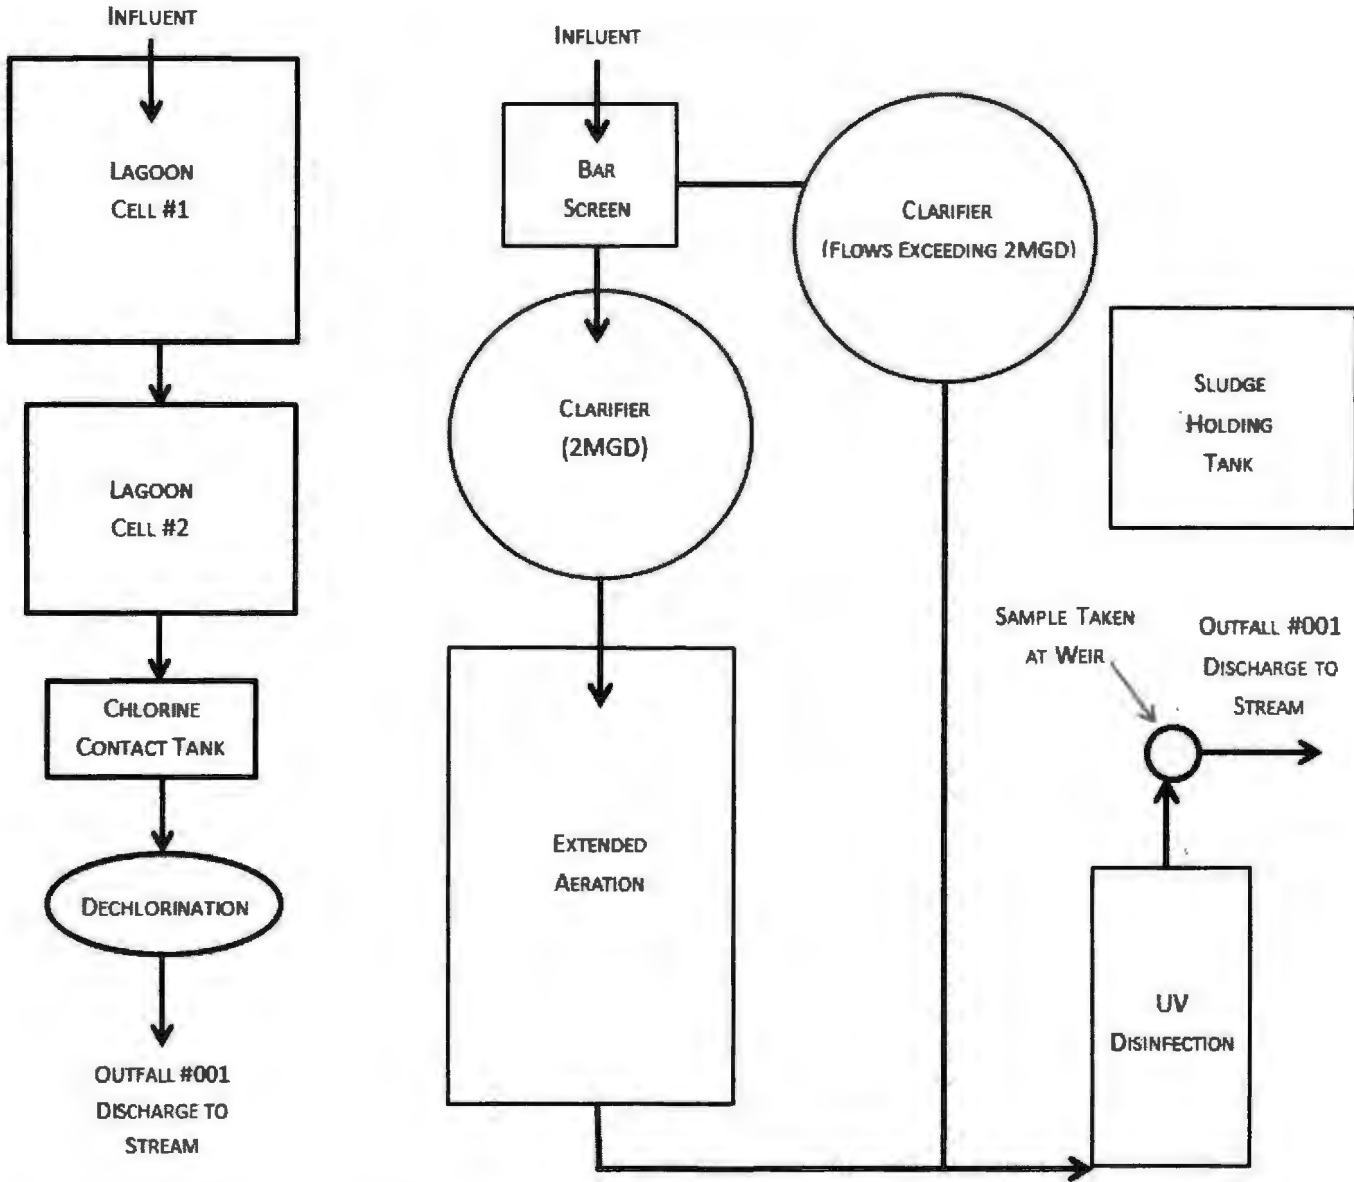 INFLUENT
LAGOON
CELL #1
LAGOON
CELL #2
CHLORINE
CONTACT TANK
DECHLORINATION
OUTFALL #001
DISCHARGE TO
STREAM
INFLUENT
BAR
SCREEN
CLARIFIER
(2MGD)
EXTENDED
AERATION
CLARIFIER
(FLOWS EXCEEDING 2MGD)
SLUDGE
HOLDING
TANK
SAMPLE TAKEN
AT WEIR
OUTFALL #001
DISCHARGE TO
STREAM
UV
DISINFECTION